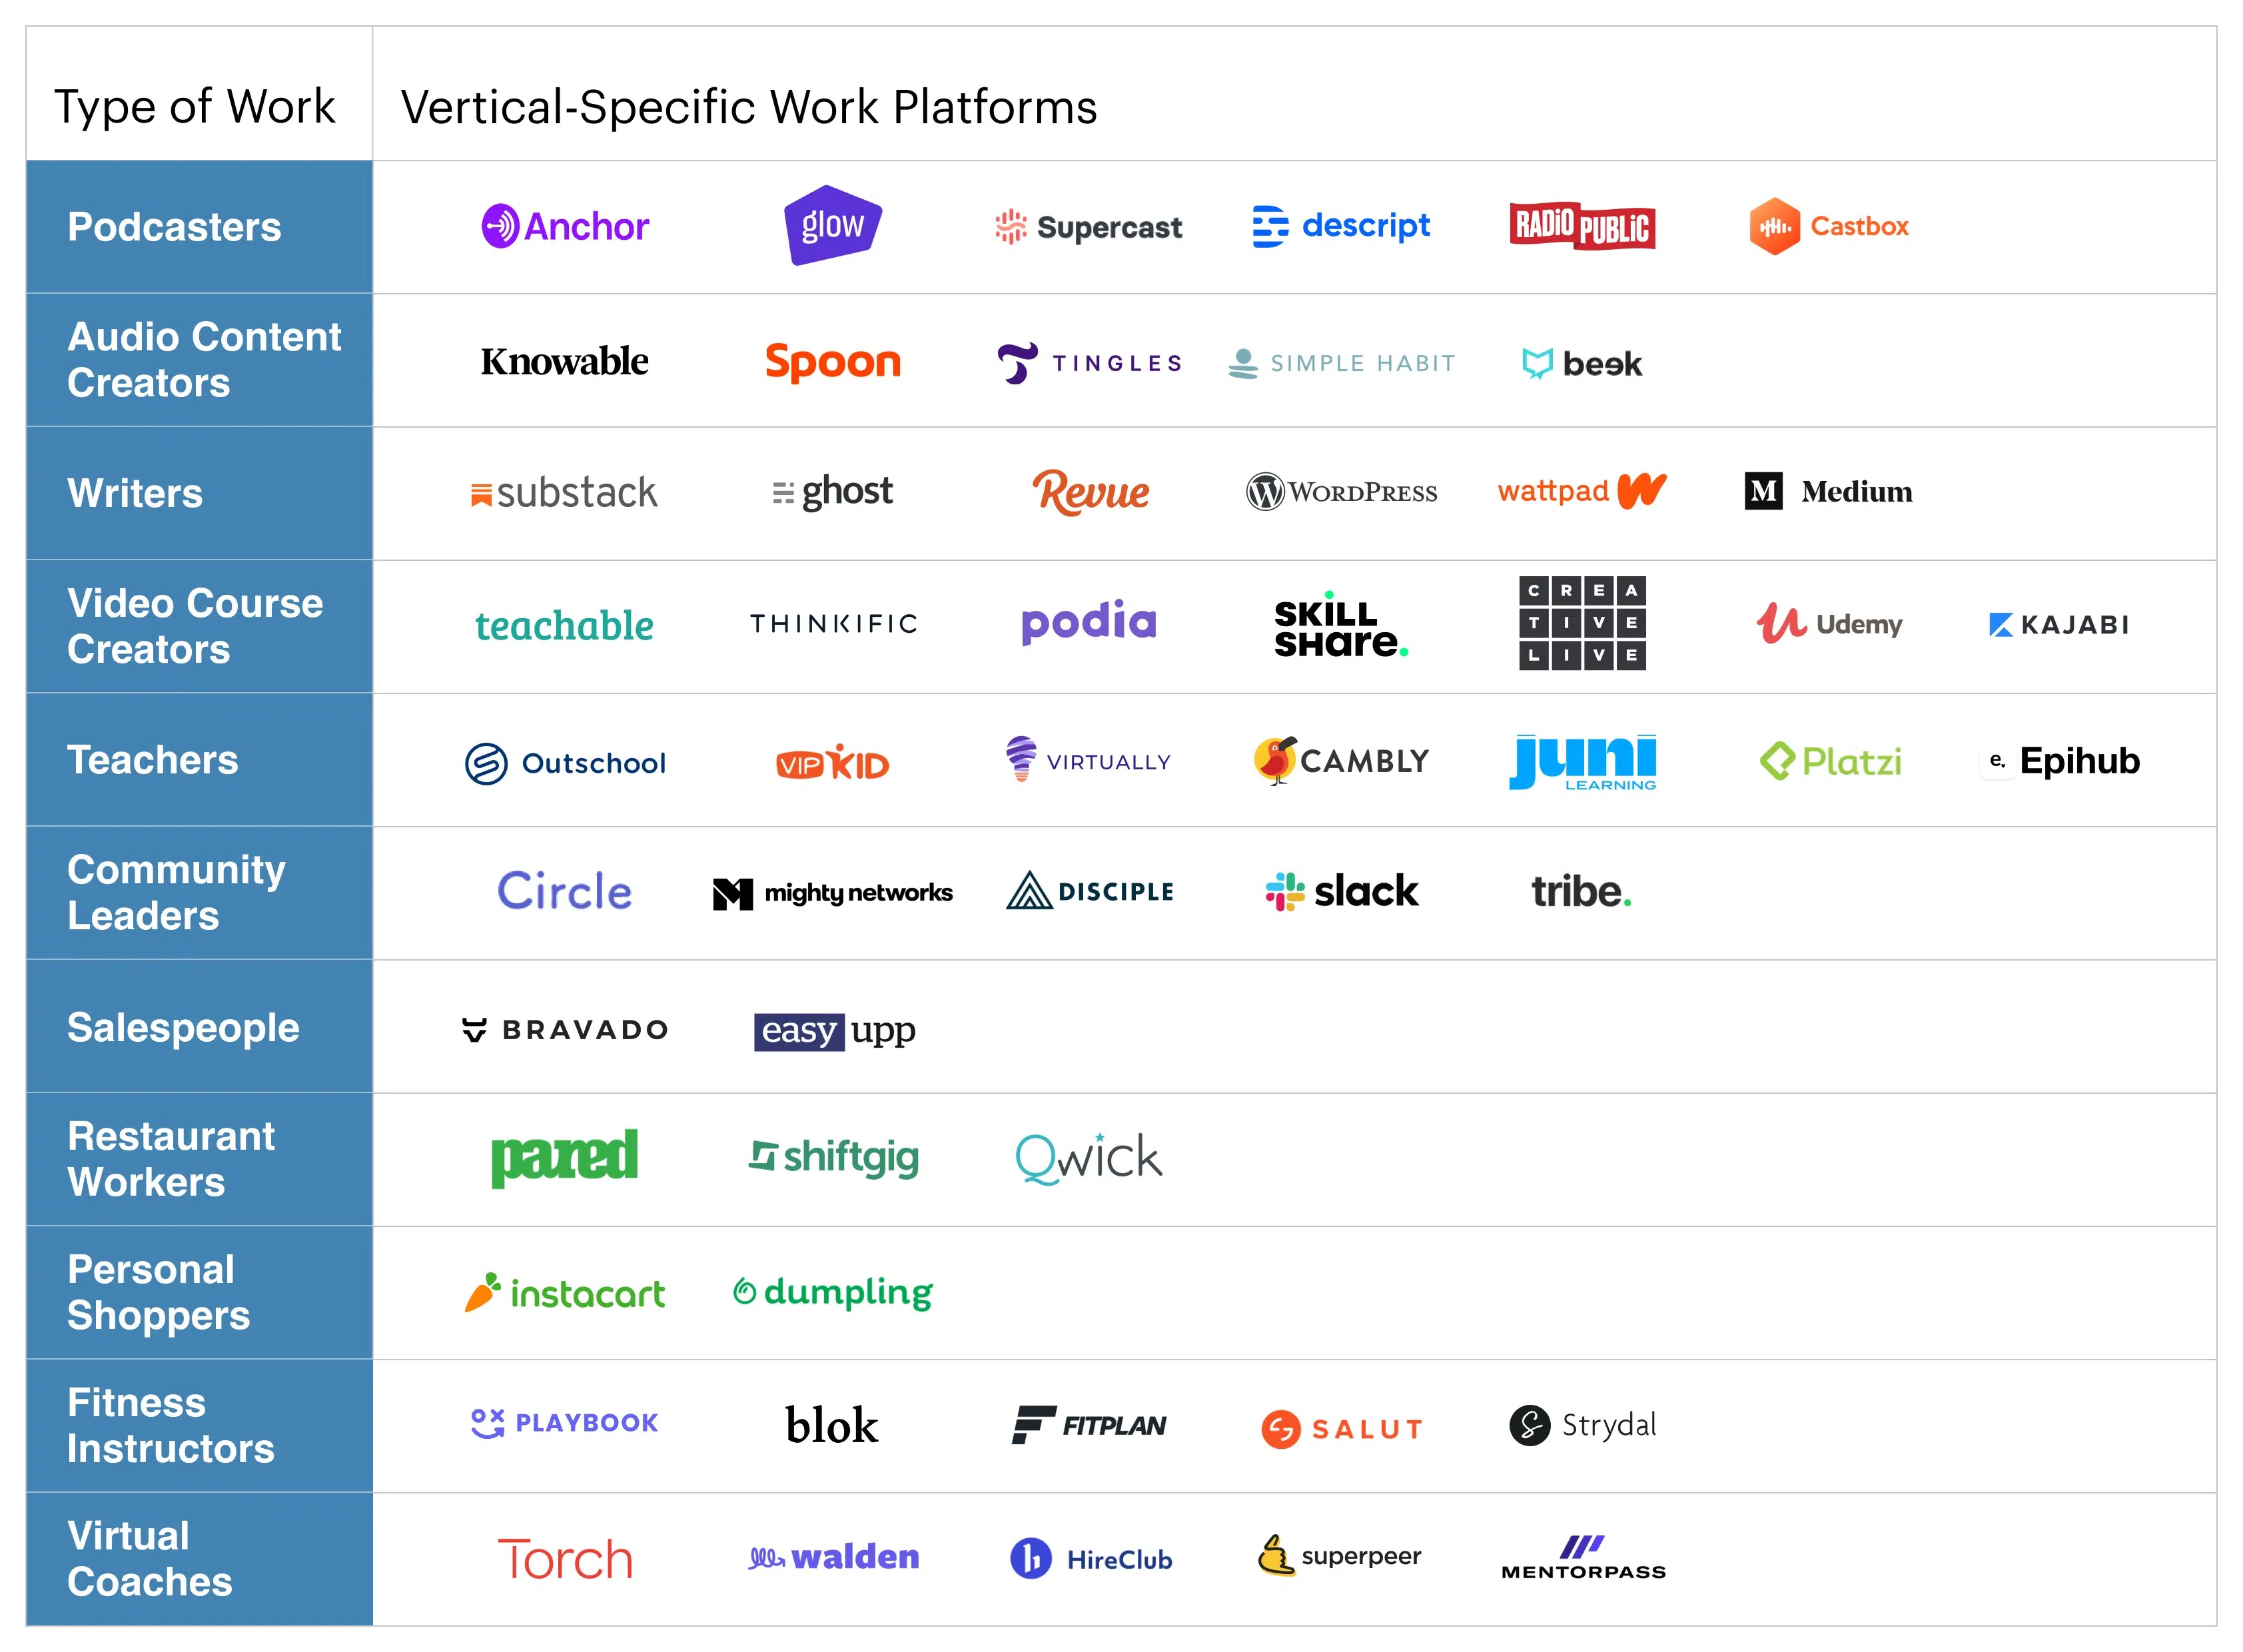 Type of Work
Vertical-Specific Work Platforms
Podcasters
Anchor
glow
Supercast
descript
RADiO PUBLiC
Castbox
Audio Content
Creators
Knowable
Spoon
TINGLES
SIMPLE HABIT
beek
Writers
substack
ghost
Revue
WORDPRESS
wattpad
M Medium
Video Course
Creators
teachable
THINKIFIC
podia
SKiLL
SHare.
CREA
TIVE
LIVE
Udemy
KAJABI
Teachers
Outschool
VIPKID
VIRTUALLY
CAMBLY
juni
LEARNING
Platzi
e. Epihub
Community
Leaders
Circle
mighty networks
DISCIPLE
slack
tribe.
Salespeople
BRAVADO
easy upp
Restaurant
Workers
pared
shiftgig
Qwick
Personal
Shoppers
instacart
dumpling
Fitness
Instructors
PLAYBOOK
blok
FITPLAN
SALUT
Strydal
Virtual
Coaches
Torch
walden
HireClub
superpeer
MENTORPASS